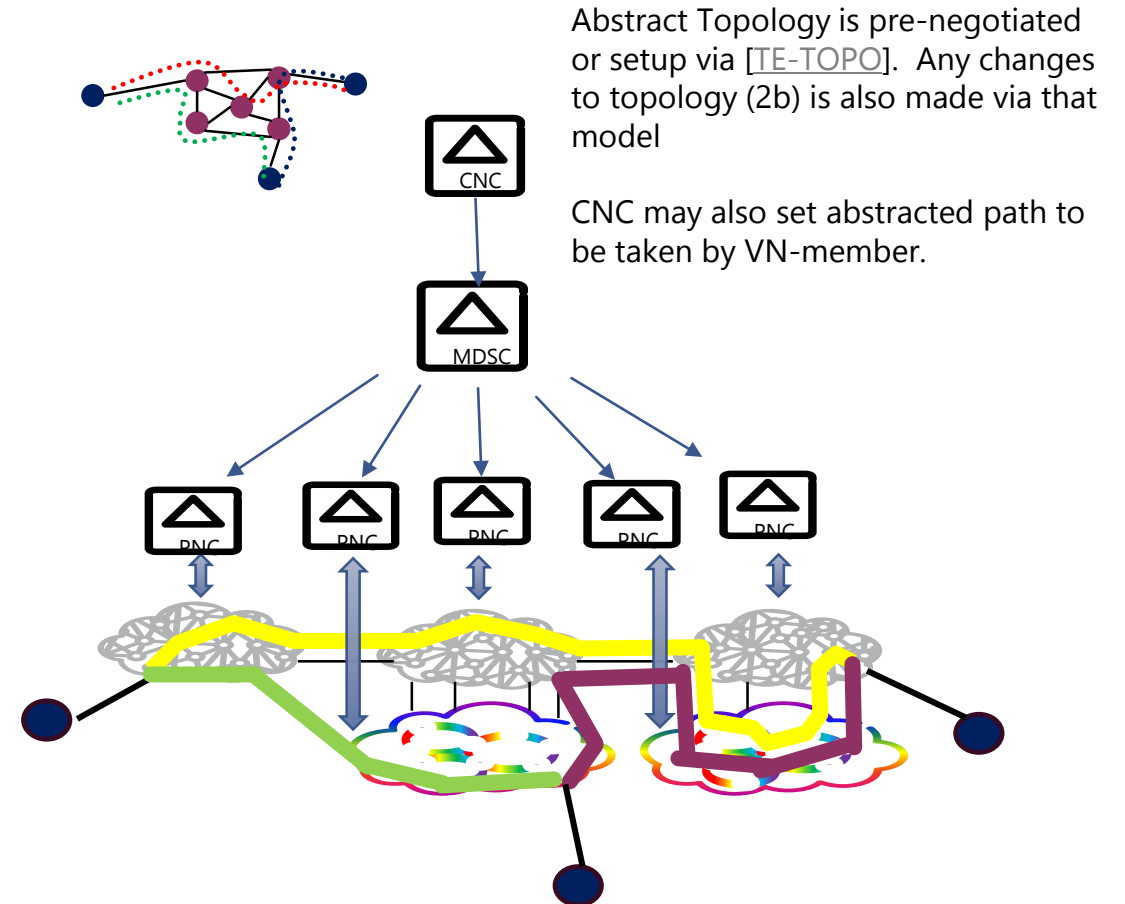 Abstract Topology is pre-negotiated
or setup via [TE-TOPO].  Any changes
to topology (2b) is also made via that
model
CNC may also set abstracted path to
be taken by VN-member.
CNC
MDSC
PNC
PNC
PNC
PNC
PNC